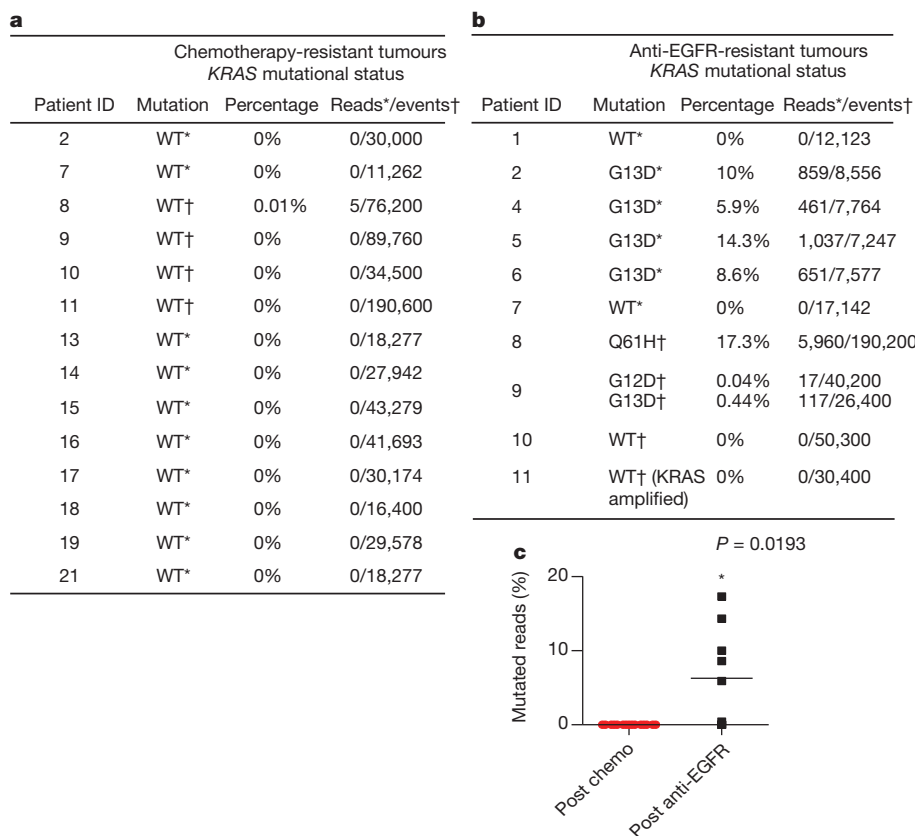 a
Chemotherapy-resistant tumours
KRAS mutational status
Patient ID Mutation Percentage Reads*/events†
2 WT* 0% 0/30,000
7 WT* 0% 0/11,262
8 WT† 0.01% 5/76,200
9 WT† 0% 0/89,760
10 WT† 0% 0/34,500
11 WT† 0% 0/190,600
13 WT* 0% 0/18,277
14 WT* 0% 0/27,942
15 WT* 0% 0/43,279
16 WT* 0% 0/41,693
17 WT* 0% 0/30,174
18 WT* 0% 0/16,400
19 WT* 0% 0/29,578
21 WT* 0% 0/18,277
b
Anti-EGFR-resistant tumours
KRAS mutational status
Patient ID Mutation Percentage Reads*/events†
1 WT* 0% 0/12,123
2 G13D* 10% 859/8,556
4 G13D* 5.9% 461/7,764
5 G13D* 14.3% 1,037/7,247
6 G13D* 8.6% 651/7,577
7 WT* 0% 0/17,142
8 Q61H† 17.3% 5,960/190,200
9 G12D† 0.04% 17/40,200
G13D† 0.44% 117/26,400
10 WT† 0% 0/50,300
11 WT† (KRAS 0% 0/30,400
amplified)
c
P = 0.0193
*
Mutated reads (%)
20
10
0
Post chemo
Post anti-EGFR